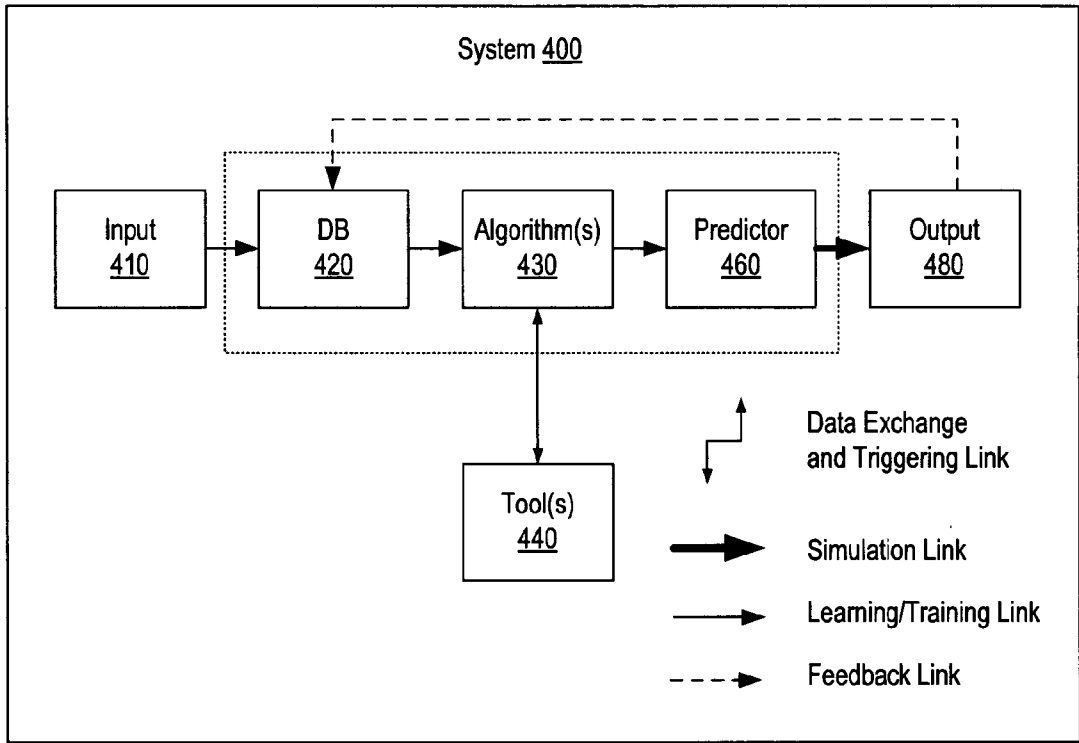 System 400
Input
410
DB
420
Algorithm(s)
430
Predictor
460
Output
480
Tool(s)
440
Data Exchange
and Triggering Link
Simulation Link
Learning/Training Link
Feedback Link